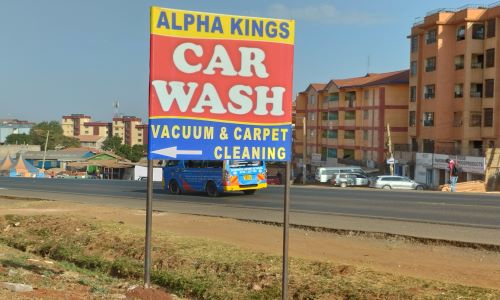 ALPHA KINGS
CAR
WASH
VACUUM & CARPET
CLEANING